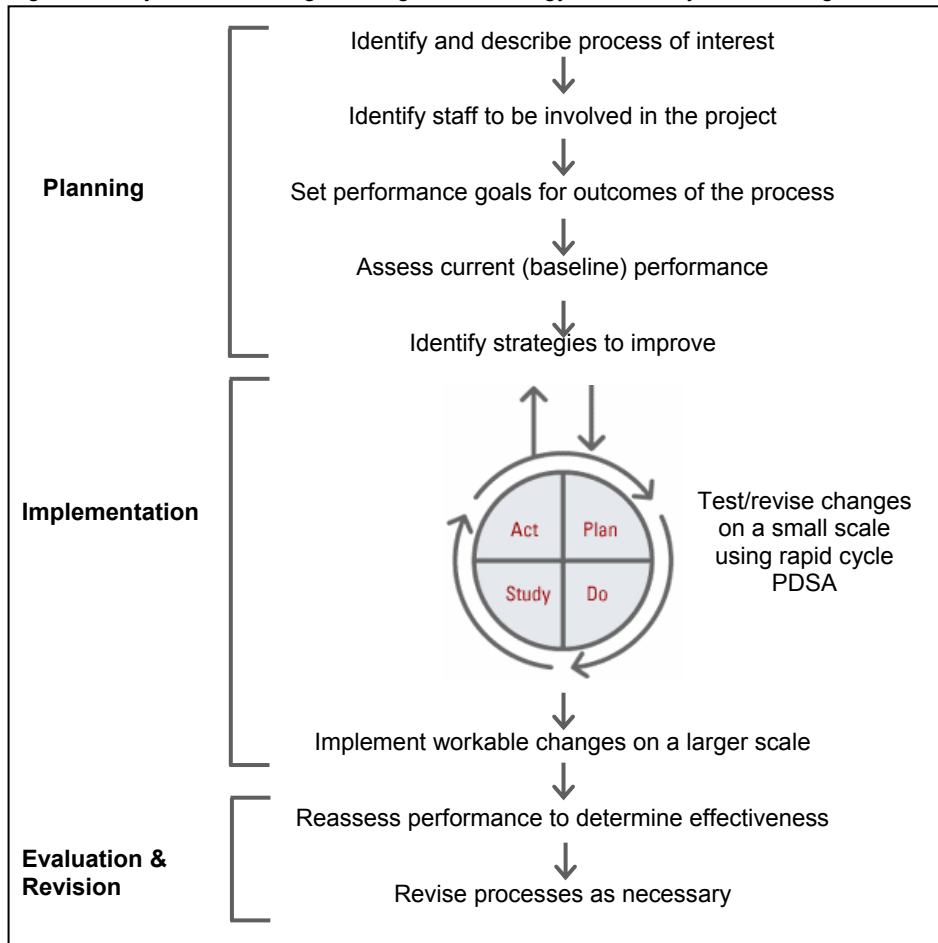 Identify and describe process of interest
Identify staff to be involved in the project
Planning
Set performance goals for outcomes of the process
Assess current (baseline) performance
Identify strategies to improve
Implementation
Act
Plan
Study
Do
Test/revise changes
on a small scale
using rapid cycle
PDSA
Implement workable changes on a larger scale
Reassess performance to determine effectiveness
Evaluation &
Revision
Revise processes as necessary